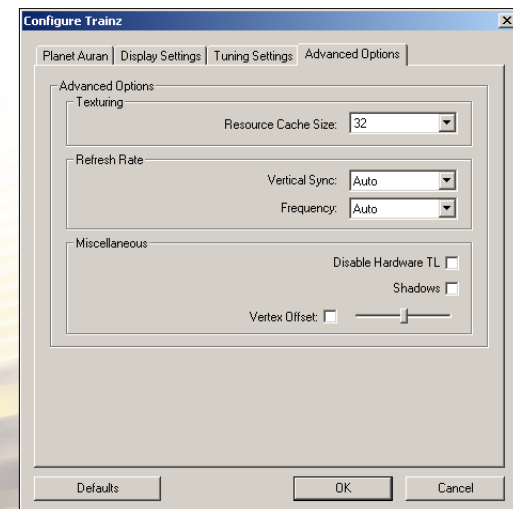 Configure Trainz
Planet Auran
Display Settings
Tuning Settings
Advanced Options
Advanced Options
Texturing
Resource Cache Size: 32
Refresh Rate
Vertical Sync: Auto
Frequency: Auto
Miscellaneous
Disable Hardware TL
Shadows
Vertex Offset:
Defaults
OK
Cancel